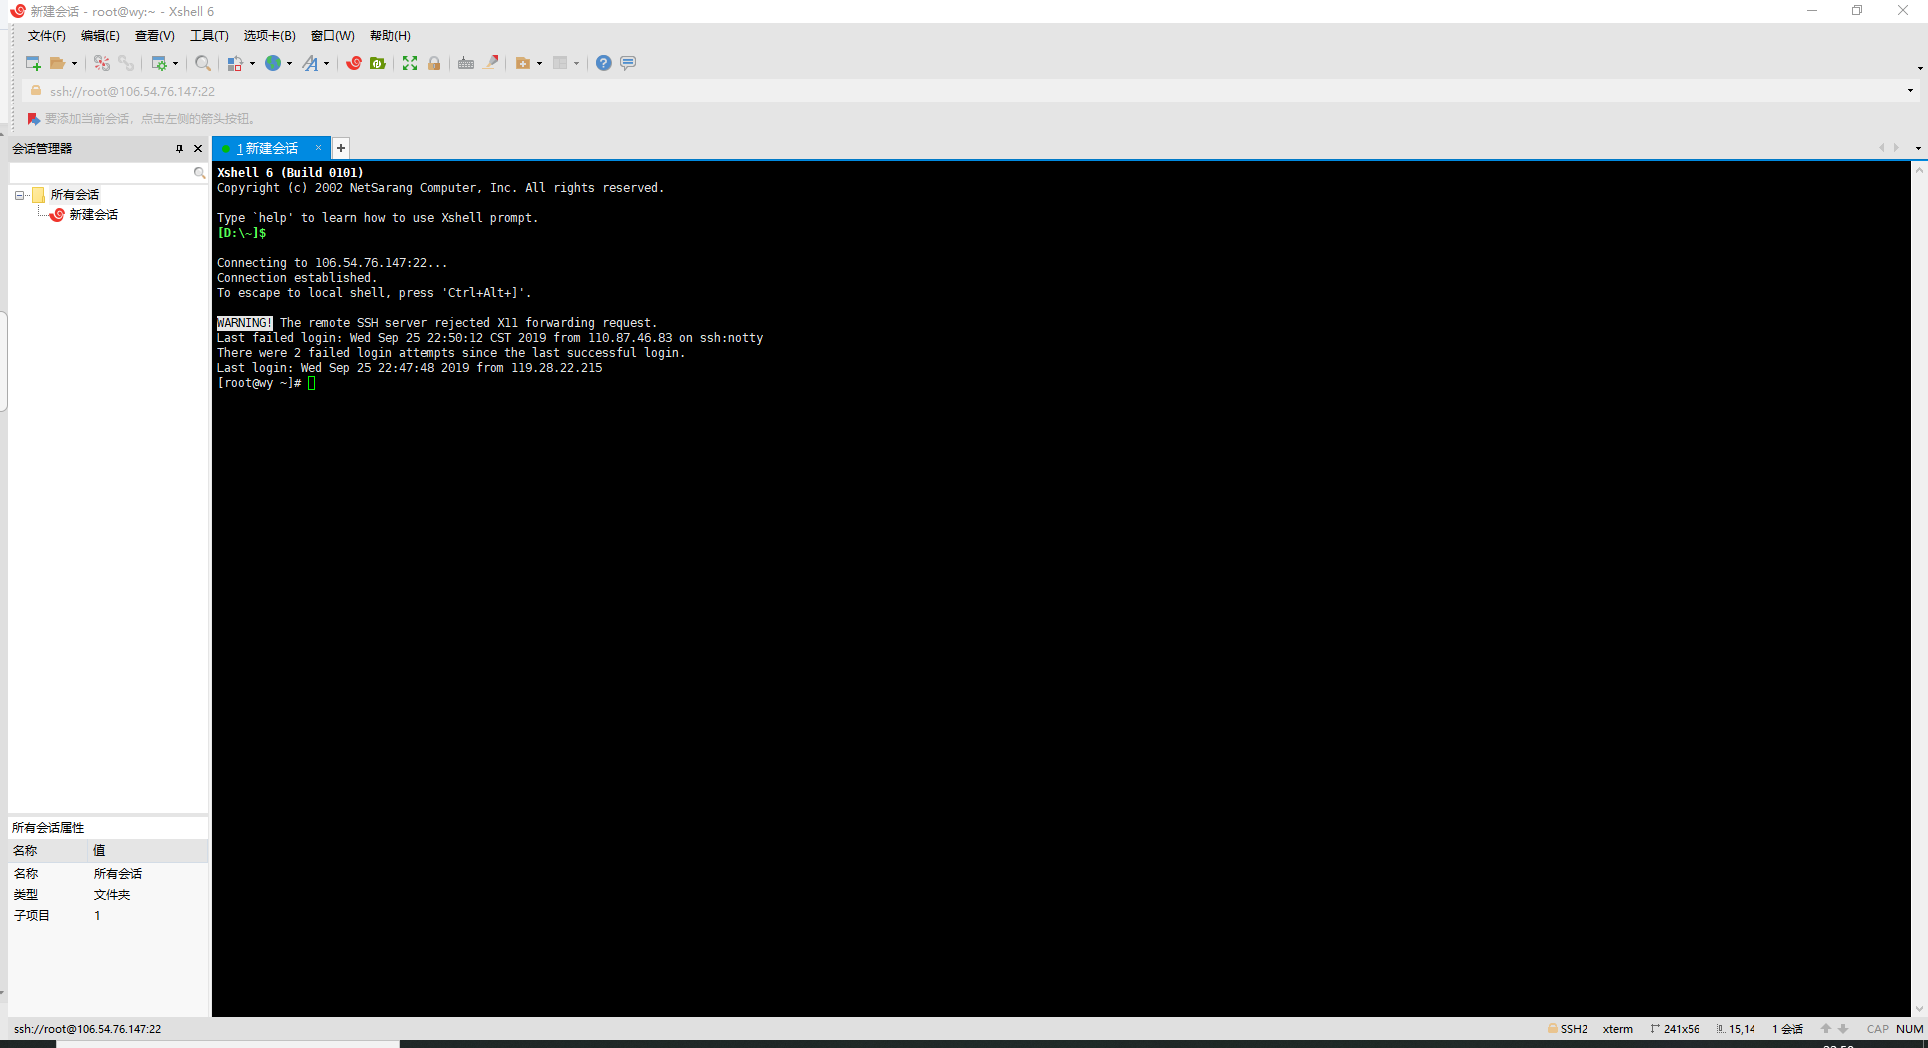 新建会话 - root@wy:~ - Xshell 6
文件(F) 编辑(E) 查看(V) 工具(T) 选项卡(B) 窗口(W) 帮助(H)
ssh://root@106.54.76.147:22
要添加当前会话，点击左侧的箭头按钮。
会话管理器
所有会话
新建会话
1 新建会话
Xshell 6 (Build 0101)
Copyright (c) 2002 NetSarang Computer, Inc. All rights reserved.
Type `help' to learn how to use Xshell prompt.
[D:\~]$
Connecting to 106.54.76.147:22...
Connection established.
To escape to local shell, press 'Ctrl+Alt+]'.
WARNING! The remote SSH server rejected X11 forwarding request.
Last failed login: Wed Sep 25 22:50:12 CST 2019 from 110.87.46.83 on ssh:notty
There were 2 failed login attempts since the last successful login.
Last login: Wed Sep 25 22:47:48 2019 from 119.28.22.215
[root@wy ~]#
所有会话属性
名称 值
名称 所有会话
类型 文件夹
子项目 1
ssh://root@106.54.76.147:22 SSH2 xterm 241x56 15,14 1 会话 CAP NUM